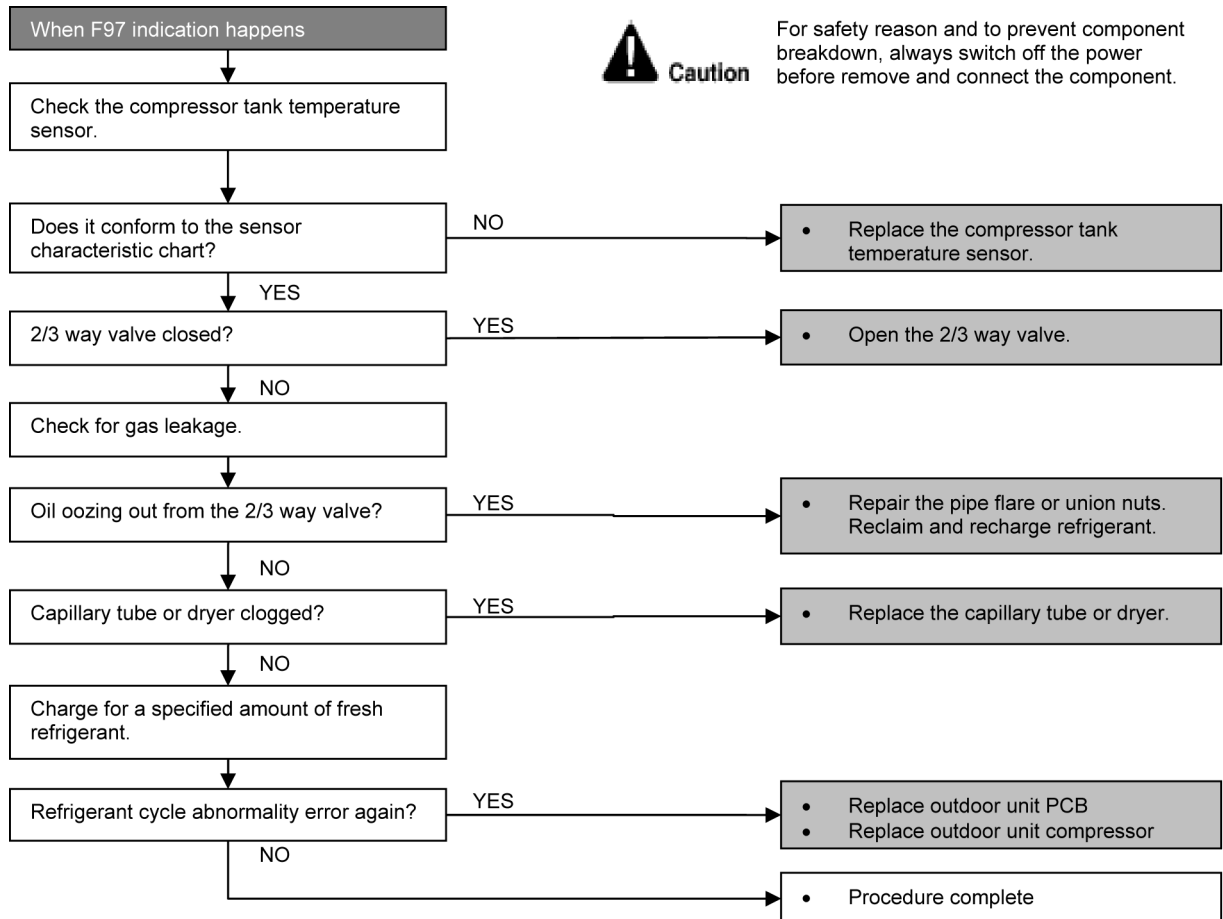 When F97 indication happens
Caution
For safety reason and to prevent component
breakdown, always switch off the power
before remove and connect the component.
Check the compressor tank temperature
sensor.
Does it conform to the sensor
characteristic chart?
NO
• Replace the compressor tank
temperature sensor.
YES
2/3 way valve closed?
YES
• Open the 2/3 way valve.
NO
Check for gas leakage.
Oil oozing out from the 2/3 way valve?
YES
• Repair the pipe flare or union nuts.
Reclaim and recharge refrigerant.
NO
Capillary tube or dryer clogged?
YES
• Replace the capillary tube or dryer.
NO
Charge for a specified amount of fresh
refrigerant.
Refrigerant cycle abnormality error again?
YES
• Replace outdoor unit PCB
• Replace outdoor unit compressor
NO
• Procedure complete